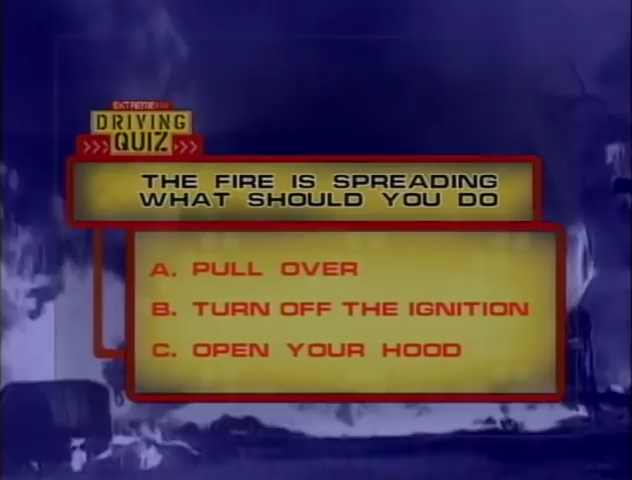 EXTREME
DRIVING
QUIZ
THE FIRE IS SPREADING
WHAT SHOULD YOU DO
A. PULL OVER
B. TURN OFF THE IGNITION
C. OPEN YOUR HOOD